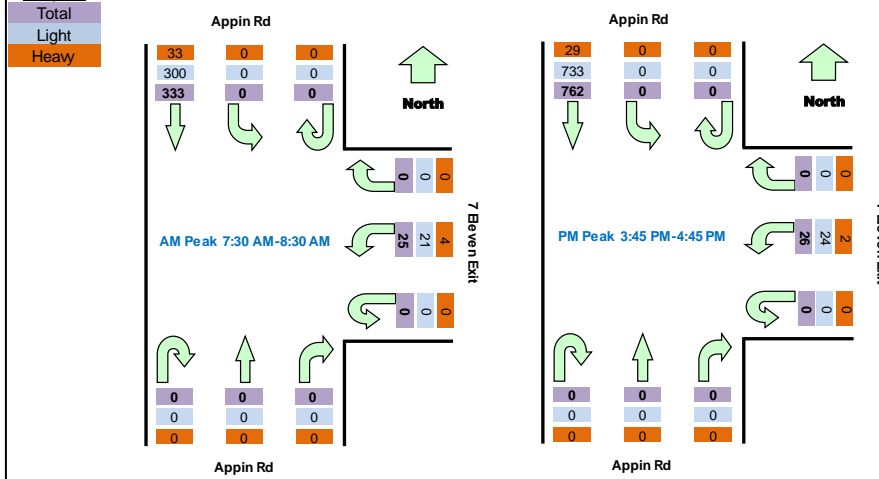 Total
Light
Heavy
Appin Rd
33 0 0
300 0 0
333 0 0
North
0 0 0
AM Peak 7:30 AM-8:30 AM
25 21 4
7 Eleven Exit
0 0 0
0 0 0
0 0 0
0 0 0
Appin Rd
Appin Rd
29 0 0
733 0 0
762 0 0
North
0 0 0
PM Peak 3:45 PM-4:45 PM
26 24 2
0 0 0
0 0 0
0 0 0
0 0 0
Appin Rd